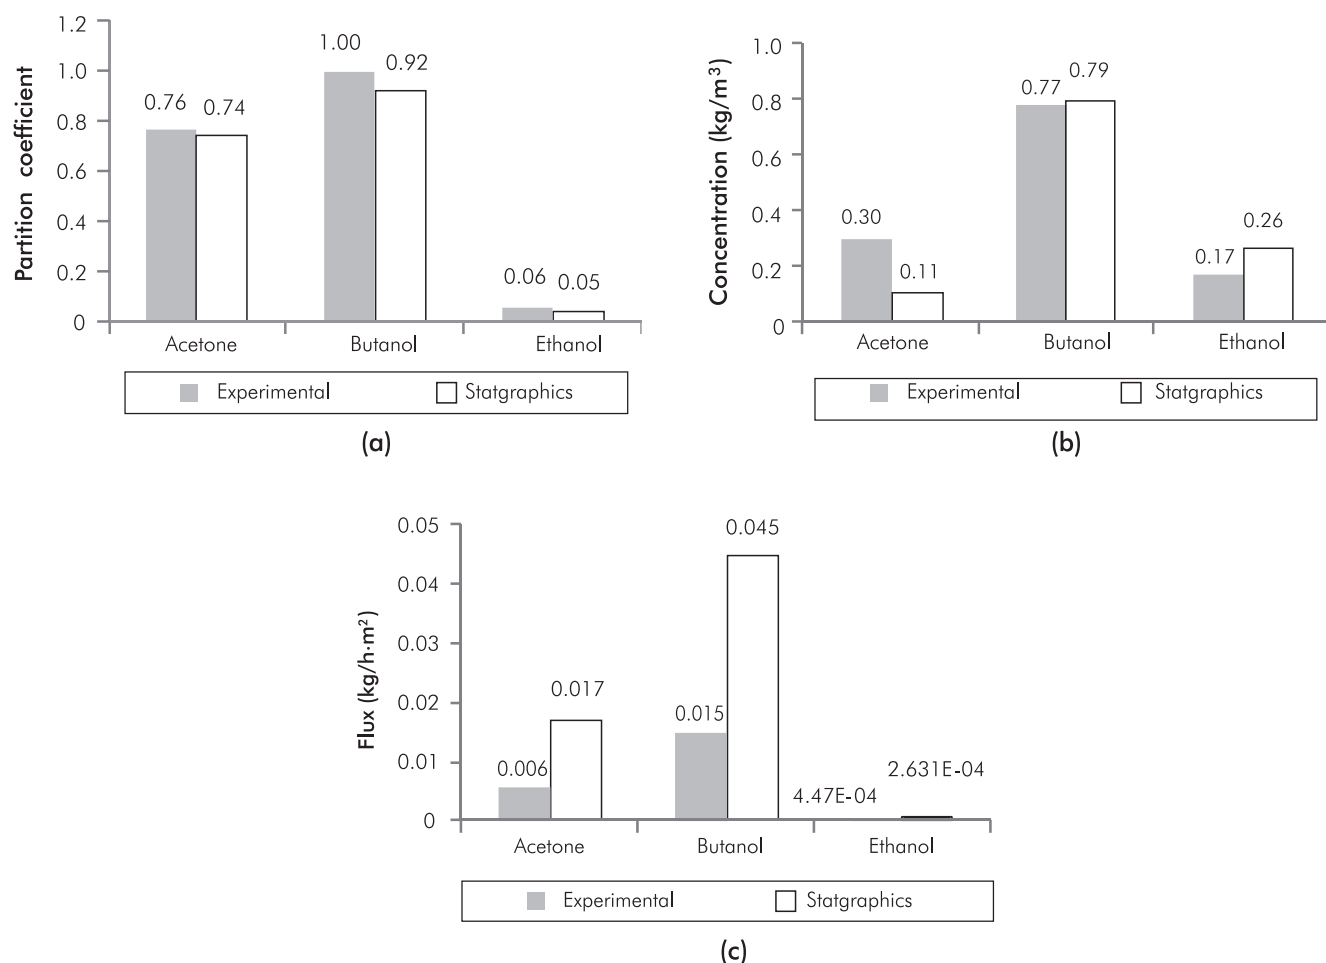 Partition coefficient
1.2
1.0
0.8
0.6
0.4
0.2
0
0.76 0.74
1.00 0.92
0.06 0.05
Acetone Butanol Ethanol
Experimental Statgraphics
(a)
Concentration (kg/m³)
1.0
0.8
0.6
0.4
0.2
0
0.30 0.11
0.77 0.79
0.17 0.26
Acetone Butanol Ethanol
Experimental Statgraphics
(b)
Flux (kg/h·m²)
0.05
0.04
0.03
0.02
0.01
0
0.006 0.017
0.015 0.045
4.47E-04 2.631E-04
Acetone Butanol Ethanol
Experimental Statgraphics
(c)